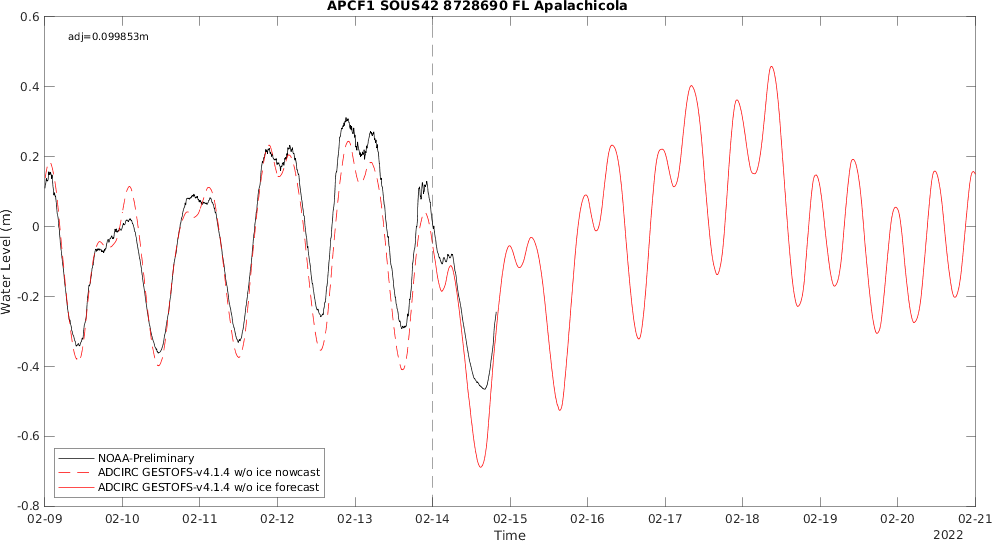 APCF1 SOUS42 8728690 FL Apalachicola
adj=0.099853m
0.6
0.4
0.2
0
-0.2
-0.4
-0.6
-0.8
Water Level (m)
NOAA-Preliminary
ADCIRC GESTOFS-v4.1.4 w/o ice nowcast
ADCIRC GESTOFS-v4.1.4 w/o ice forecast
02-09 02-10 02-11 02-12 02-13 02-14 02-15 02-16 02-17 02-18 02-19 02-20 02-21
Time
2022